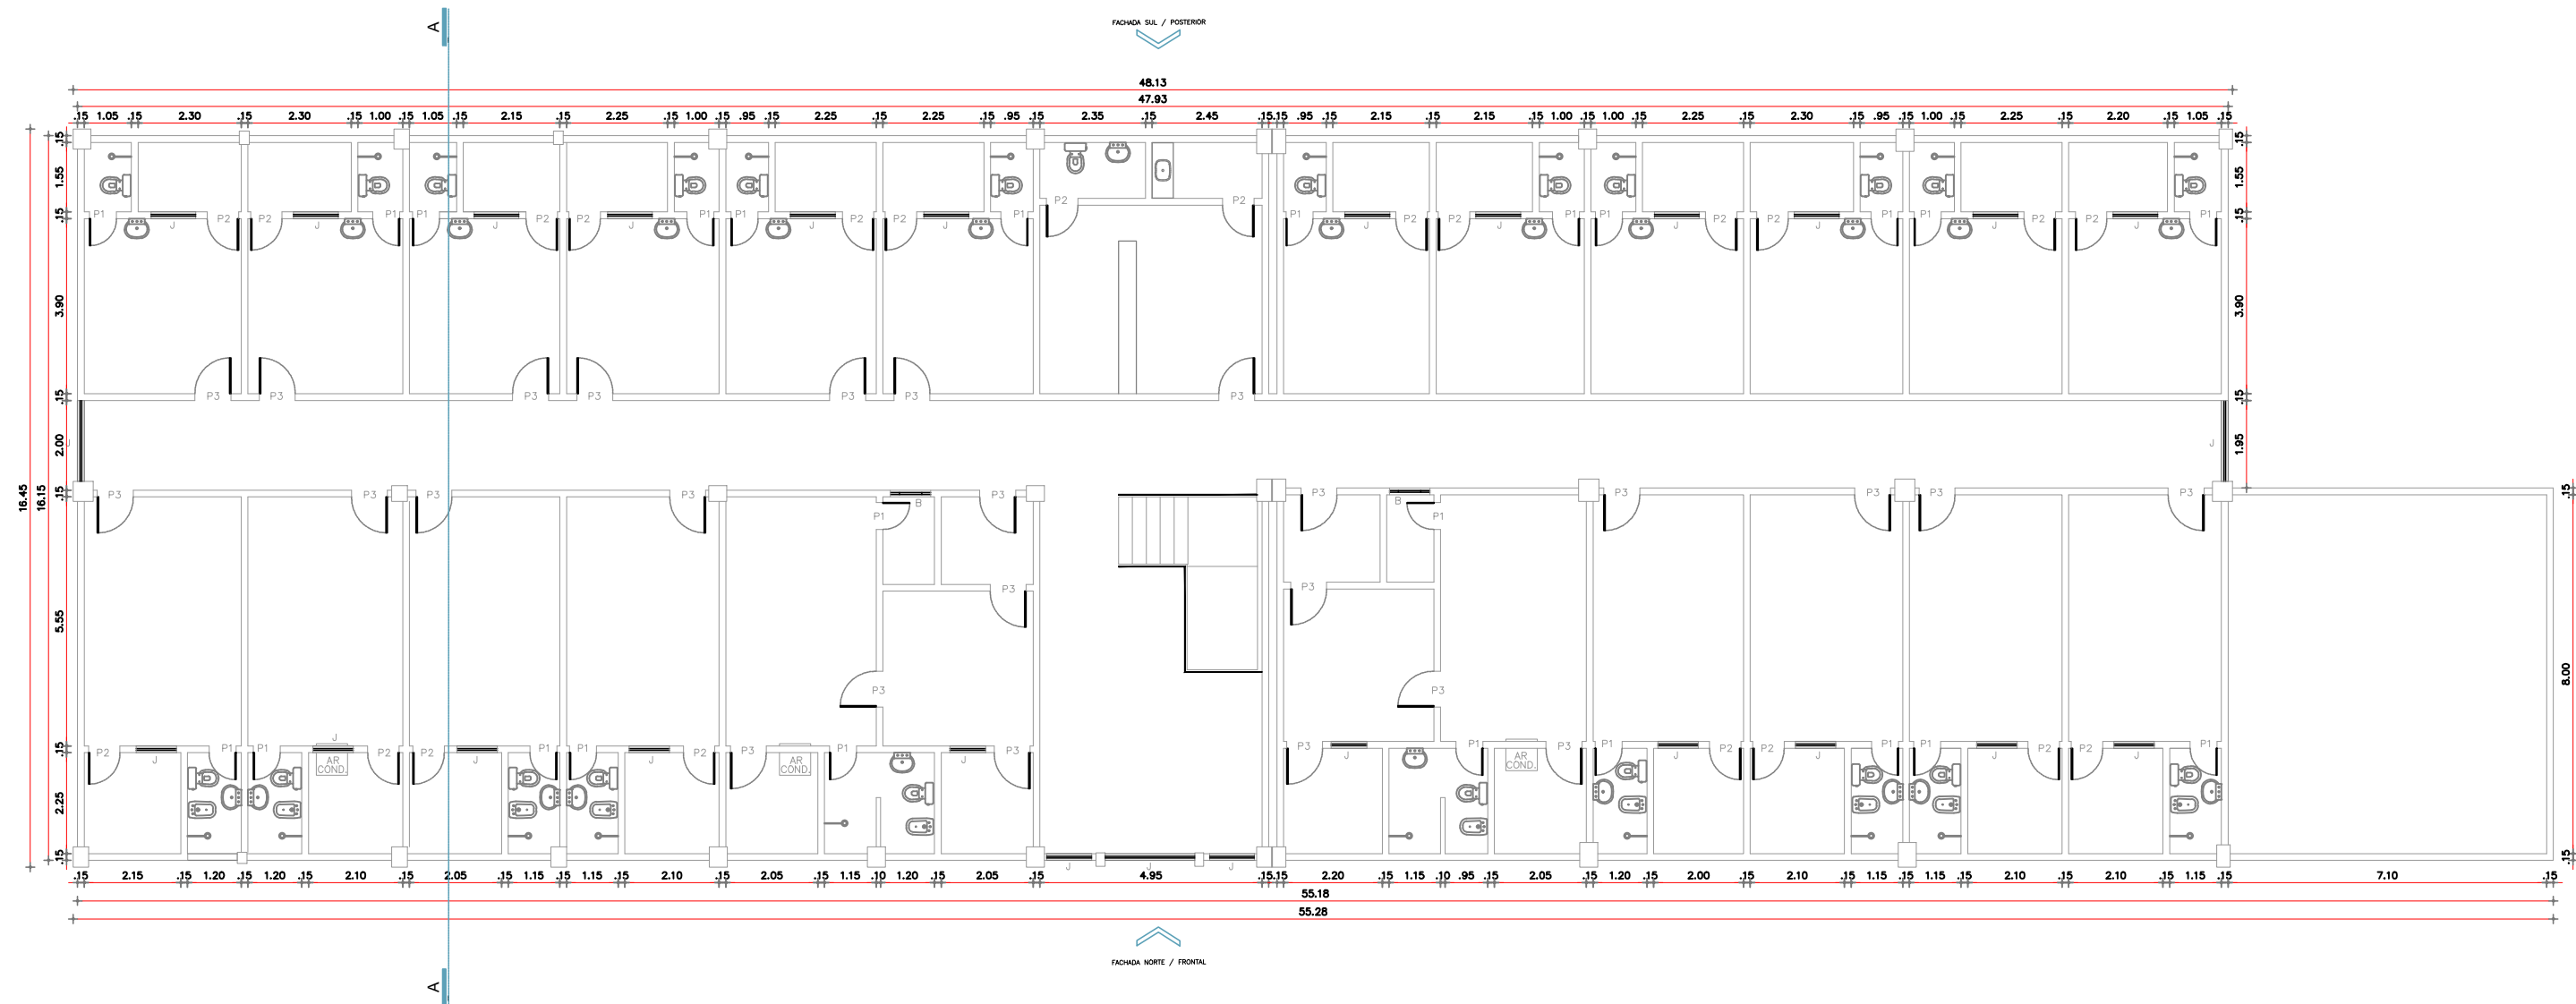 A
FACHADA SUL / POSTERIOR
48.13
47.93
.15 1.05 .15 2.30 .15 2.30 .15 1.00 .15 1.05 .15 2.15 .15 2.25 .15 1.00 .15 .95 .15 2.25 .15 2.25 .15 .95 .15 2.35 .15 2.45 .15 .15 .95 .15 2.15 .15 2.15 .15 1.00 .15 1.00 .15 2.25 .15 2.30 .15 .95 .15 1.00 .15 2.25 .15 2.20 .15 1.05 .15
.15 .15
1.55 1.55
P2 P2
P1 P2 P2 P1 P1 P2 P2 P1 P1 P2 P2 P1 P1 P2 P2 P1 P1 P2 P2 P1 P1 P2 P2 P1
.15 .15
J J J J J J J J J J J J
3.90 3.90
P3 P3 P3 P3 P3 P3 P3
.15 .15
2.00 J J 1.95
16.45 16.15
.15 P3 P3 P3 P3 P3 P3 P3 P3 P3 P3 .15
B B
P1 P1
P3 P3
5.55
P3 P3
8.00
J
.15 P2 P1 P1 P2 P2 P1 P1 P2 P3 P1 P3 P3 P1 P3 P1 P2 P2 P1 P1 P2 P2 P1
J J J J J J J J J
AR COND.
AR COND.
AR COND.
2.25
.15 .15
J J J
.15 2.15 .15 1.20 .15 1.20 .15 2.10 .15 2.05 .15 1.15 .15 1.15 .15 2.10 .15 2.05 .15 1.15 .10 1.20 .15 2.05 .15 4.95 .15 .15 2.20 .15 1.15 .10 .95 .15 2.05 .15 1.20 .15 2.00 .15 2.10 .15 1.15 .15 1.15 .15 2.10 .15 2.10 .15 1.15 .15 7.10 .15
55.18
55.28
FACHADA NORTE / FRONTAL
A